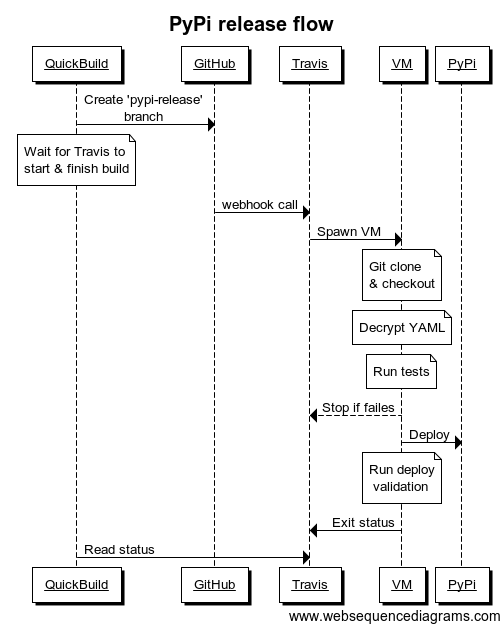 PyPi release flow
QuickBuild GitHub Travis VM PyPi
Create 'pypi-release'
branch
Wait for Travis to
start & finish build
webhook call
Spawn VM
Git clone
& checkout
Decrypt YAML
Run tests
Stop if failes
Deploy
Run deploy
validation
Exit status
Read status
QuickBuild GitHub Travis VM PyPi
www.websequencediagrams.com